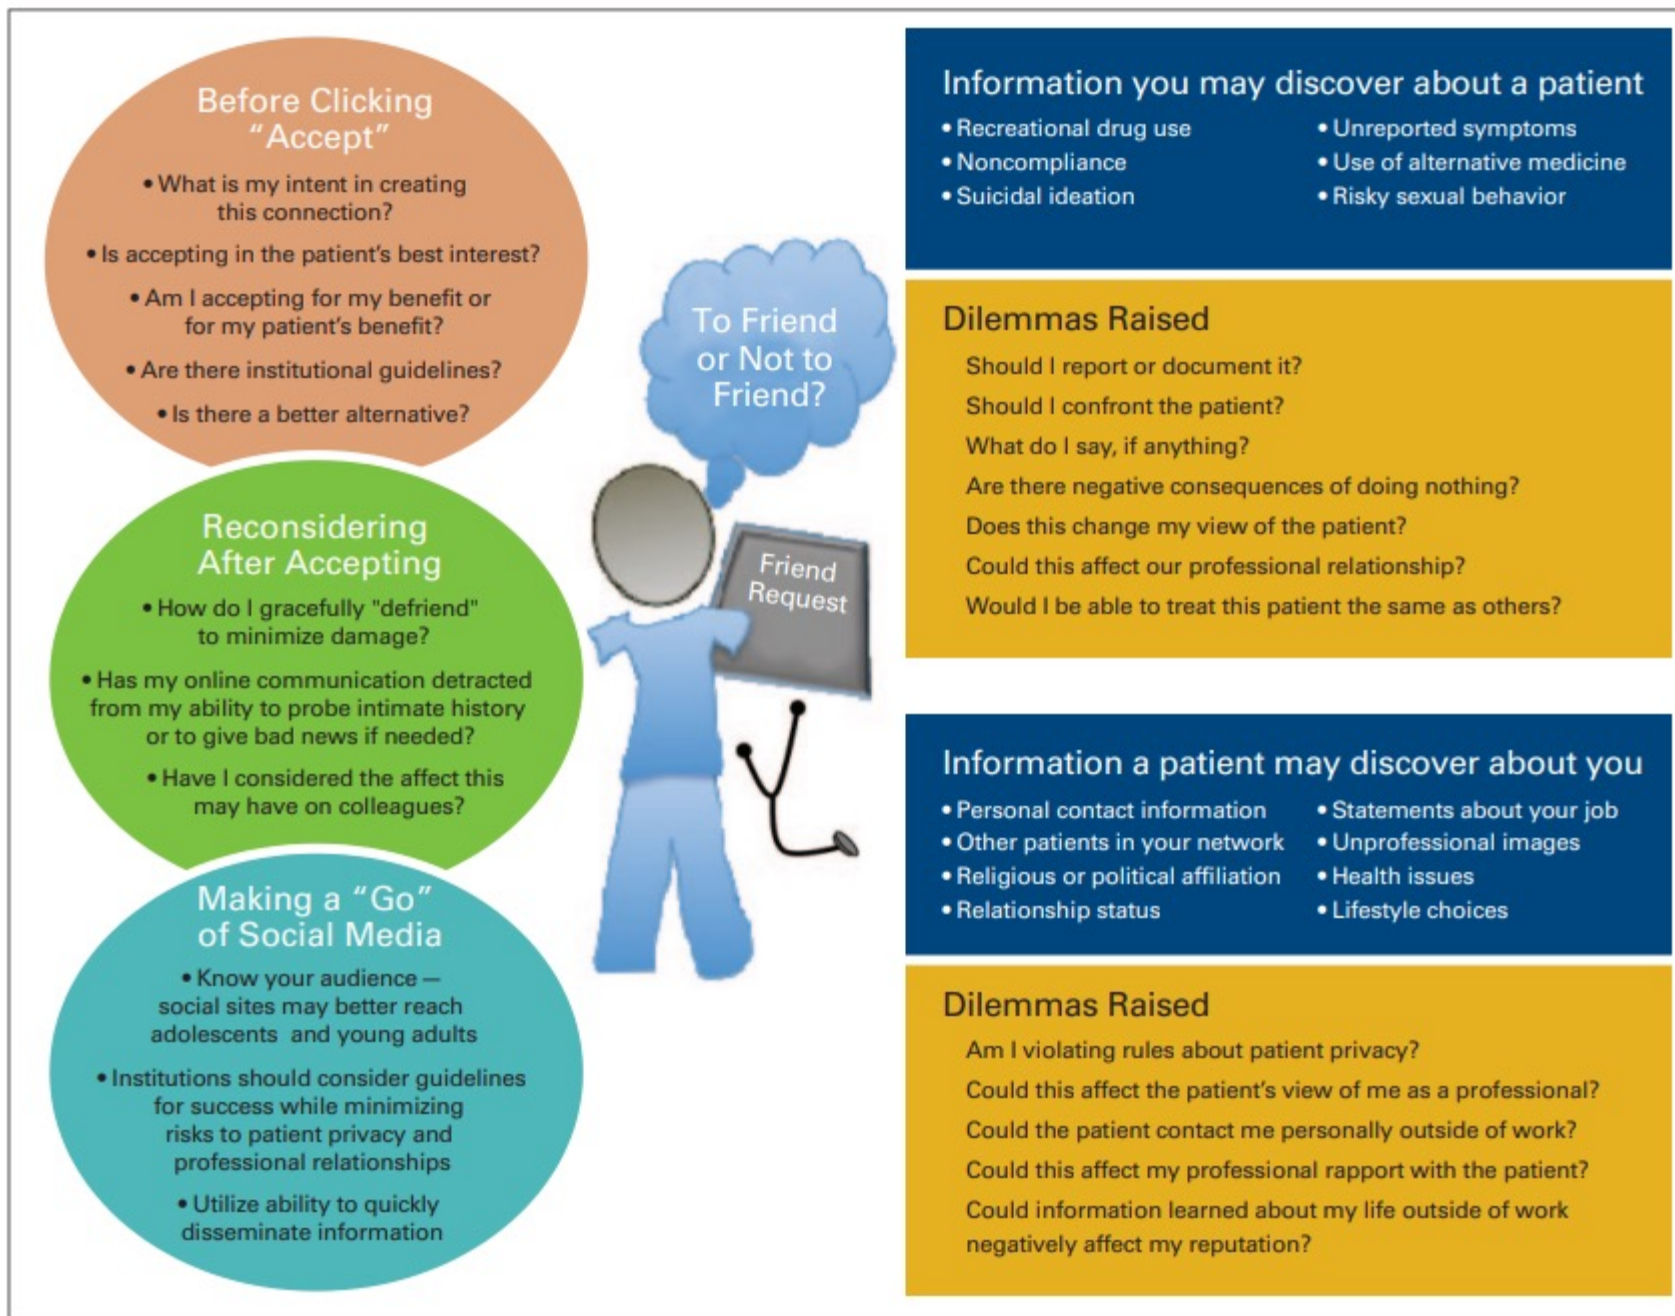 Before Clicking
“Accept”
• What is my intent in creating
this connection?
• Is accepting in the patient’s best interest?
• Am I accepting for my benefit or
for my patient’s benefit?
• Are there institutional guidelines?
• Is there a better alternative?
Reconsidering
After Accepting
• How do I gracefully "defriend"
to minimize damage?
• Has my online communication detracted
from my ability to probe intimate history
or to give bad news if needed?
• Have I considered the affect this
may have on colleagues?
Making a “Go”
of Social Media
• Know your audience —
social sites may better reach
adolescents and young adults
• Institutions should consider guidelines
for success while minimizing
risks to patient privacy and
professional relationships
• Utilize ability to quickly
disseminate information
To Friend
or Not to
Friend?
Friend
Request
Information you may discover about a patient
• Recreational drug use
• Noncompliance
• Suicidal ideation
• Unreported symptoms
• Use of alternative medicine
• Risky sexual behavior
Dilemmas Raised
Should I report or document it?
Should I confront the patient?
What do I say, if anything?
Are there negative consequences of doing nothing?
Does this change my view of the patient?
Could this affect our professional relationship?
Would I be able to treat this patient the same as others?
Information a patient may discover about you
• Personal contact information
• Other patients in your network
• Religious or political affiliation
• Relationship status
• Statements about your job
• Unprofessional images
• Health issues
• Lifestyle choices
Dilemmas Raised
Am I violating rules about patient privacy?
Could this affect the patient’s view of me as a professional?
Could the patient contact me personally outside of work?
Could this affect my professional rapport with the patient?
Could information learned about my life outside of work
negatively affect my reputation?